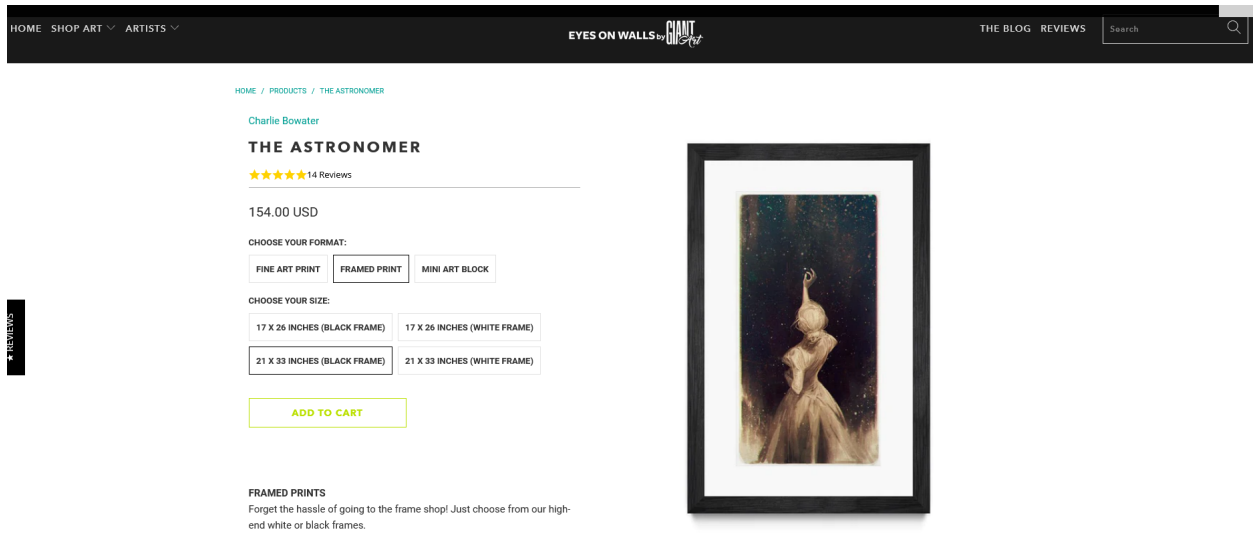 HOME SHOP ART ARTISTS
EYES ON WALLS by GIANT Art
THE BLOG REVIEWS Search
HOME / PRODUCTS / THE ASTRONOMER
Charlie Bowater
THE ASTRONOMER
14 Reviews
154.00 USD
CHOOSE YOUR FORMAT:
FINE ART PRINT FRAMED PRINT MINI ART BLOCK
CHOOSE YOUR SIZE:
17 X 26 INCHES (BLACK FRAME) 17 X 26 INCHES (WHITE FRAME)
21 X 33 INCHES (BLACK FRAME) 21 X 33 INCHES (WHITE FRAME)
ADD TO CART
★ REVIEWS
FRAMED PRINTS
Forget the hassle of going to the frame shop! Just choose from our high-
end white or black frames.